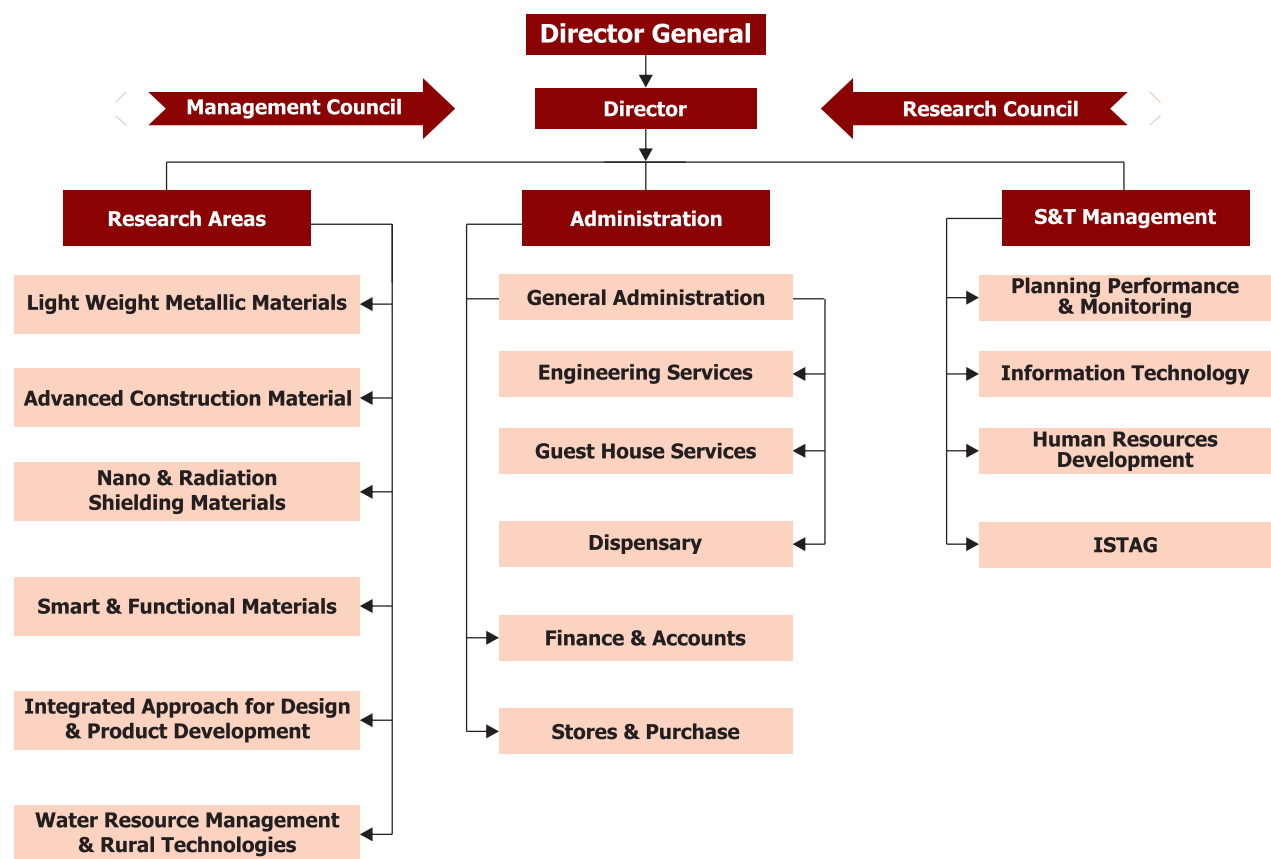 Director General
Management Council
Director
Research Council
Research Areas
Administration
S&T Management
Light Weight Metallic Materials
Advanced Construction Material
Nano & Radiation
Shielding Materials
Smart & Functional Materials
Integrated Approach for Design
& Product Development
Water Resource Management
& Rural Technologies
General Administration
Engineering Services
Guest House Services
Dispensary
Finance & Accounts
Stores & Purchase
Planning Performance
& Monitoring
Information Technology
Human Resources
Development
ISTAG